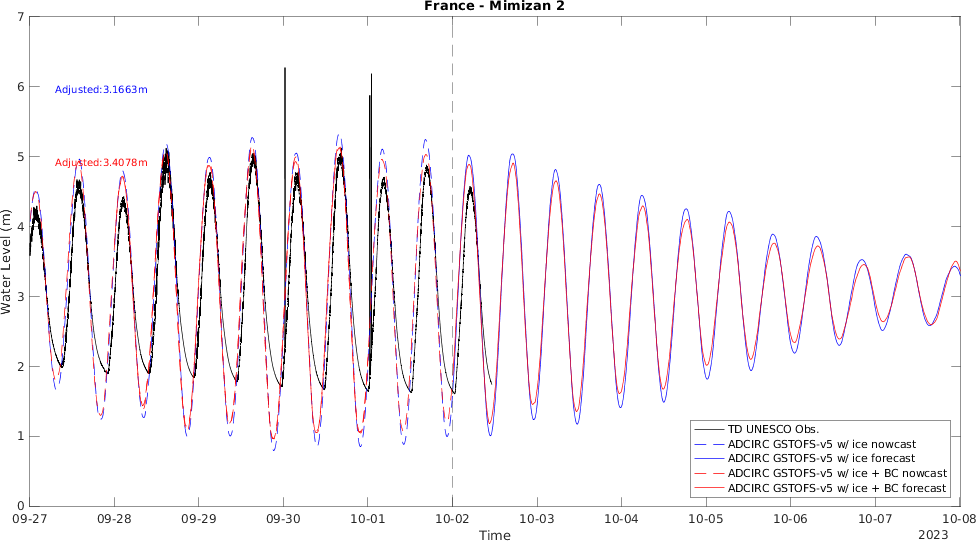 France - Mimizan 2
7
6
5
4
3
2
1
0
Water Level (m)
Adjusted:3.1663m
Adjusted:3.4078m
TD UNESCO Obs.
ADCIRC GSTOFS-v5 w/ ice nowcast
ADCIRC GSTOFS-v5 w/ ice forecast
ADCIRC GSTOFS-v5 w/ ice + BC nowcast
ADCIRC GSTOFS-v5 w/ ice + BC forecast
09-27 09-28 09-29 09-30 10-01 10-02 10-03 10-04 10-05 10-06 10-07 10-08
Time
2023